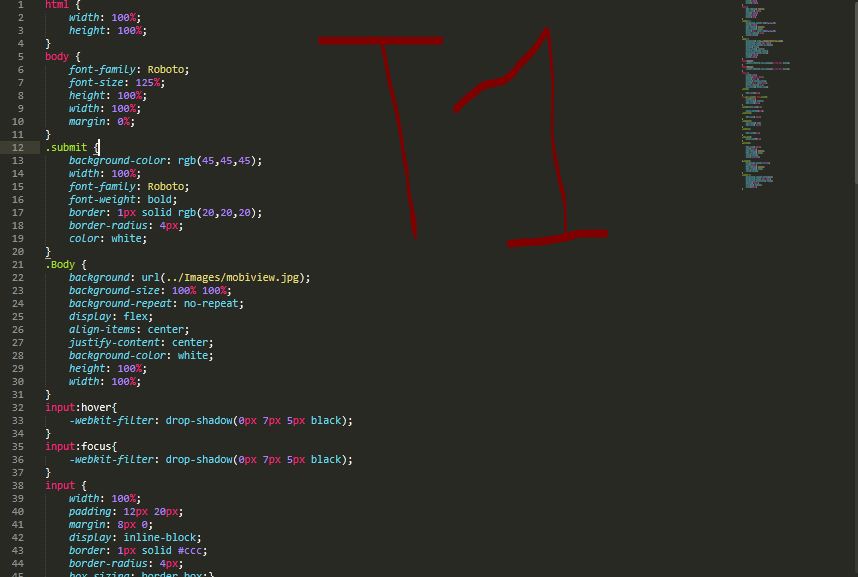 T1
1 html {
2 width: 100%;
3 height: 100%;
4 }
5 body {
6 font-family: Roboto;
7 font-size: 125%;
8 height: 100%;
9 width: 100%;
10 margin: 0%;
11 }
12 .submit {
13 background-color: rgb(45,45,45);
14 width: 100%;
15 font-family: Roboto;
16 font-weight: bold;
17 border: 1px solid rgb(20,20,20);
18 border-radius: 4px;
19 color: white;
20 }
21 .Body {
22 background: url(../Images/mobiview.jpg);
23 background-size: 100% 100%;
24 background-repeat: no-repeat;
25 display: flex;
26 align-items: center;
27 justify-content: center;
28 background-color: white;
29 height: 100%;
30 width: 100%;
31 }
32 input:hover{
33 -webkit-filter: drop-shadow(0px 7px 5px black);
34 }
35 input:focus{
36 -webkit-filter: drop-shadow(0px 7px 5px black);
37 }
38 input {
39 width: 100%;
40 padding: 12px 20px;
41 margin: 8px 0;
42 display: inline-block;
43 border: 1px solid #ccc;
44 border-radius: 4px;
45 box-sizing: border-box;}